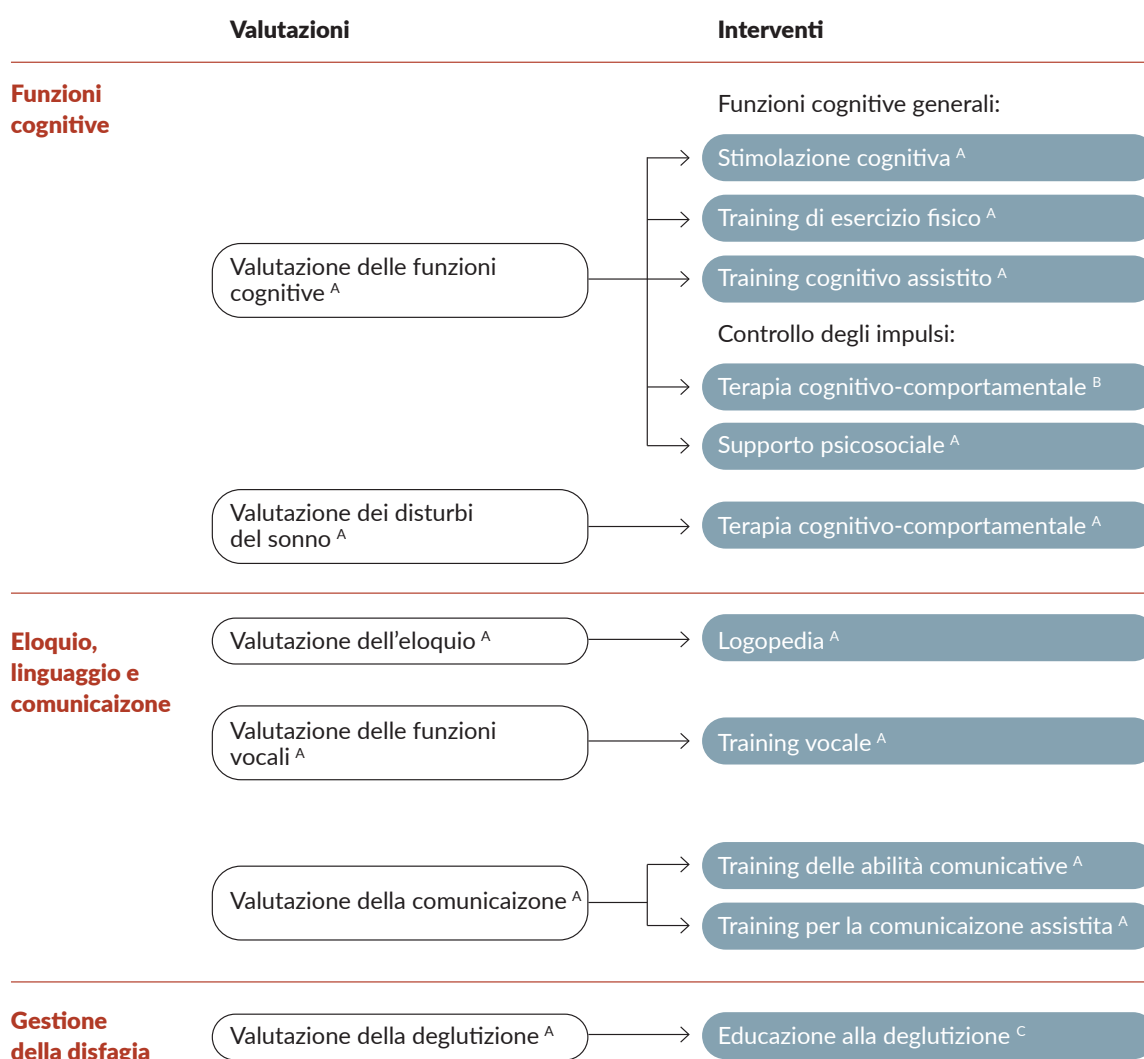 Valutazioni
Interventi
Funzioni
cognitive
Funzioni cognitive generali:
Stimolazione cognitiva A
Training di esercizio fisico A
Valutazione delle funzioni
cognitive A
Training cognitivo assistito A
Controllo degli impulsi:
Terapia cognitivo-comportamentale B
Supporto psicosociale A
Valutazione dei disturbi
del sonno A
Terapia cognitivo-comportamentale A
Eloquio,
linguaggio e
comunicaizone
Valutazione dell’eloquio A
Logopedia A
Valutazione delle funzioni
vocali A
Training vocale A
Valutazione della comunicaizone A
Training delle abilità comunicative A
Training per la comunicaizone assistita A
Gestione
della disfagia
Valutazione della deglutizione A
Educazione alla deglutizione C